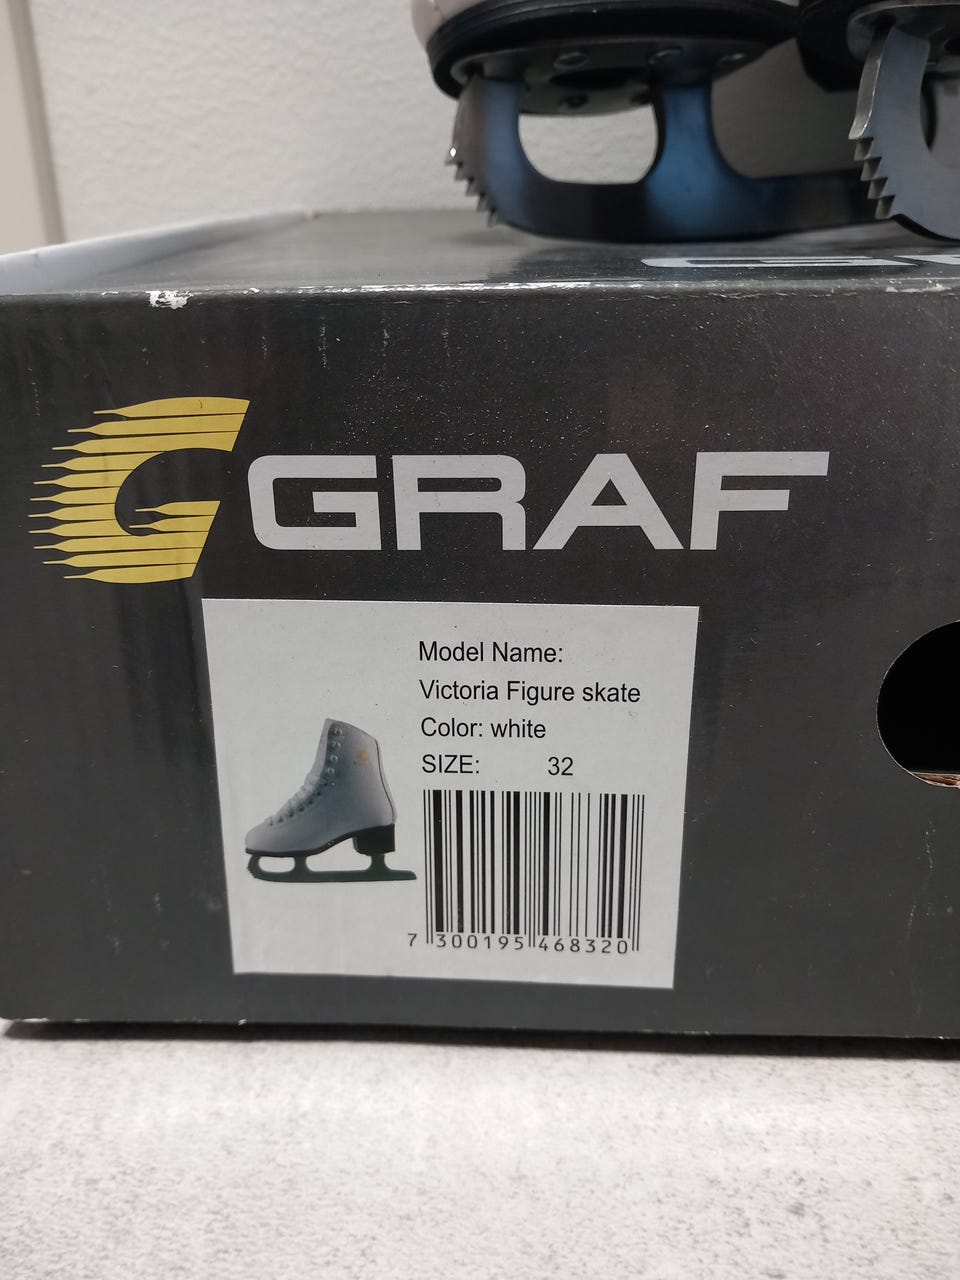 GRAF
Model Name:
Victoria Figure skate
Color: white
SIZE: 32
7 300195 468320